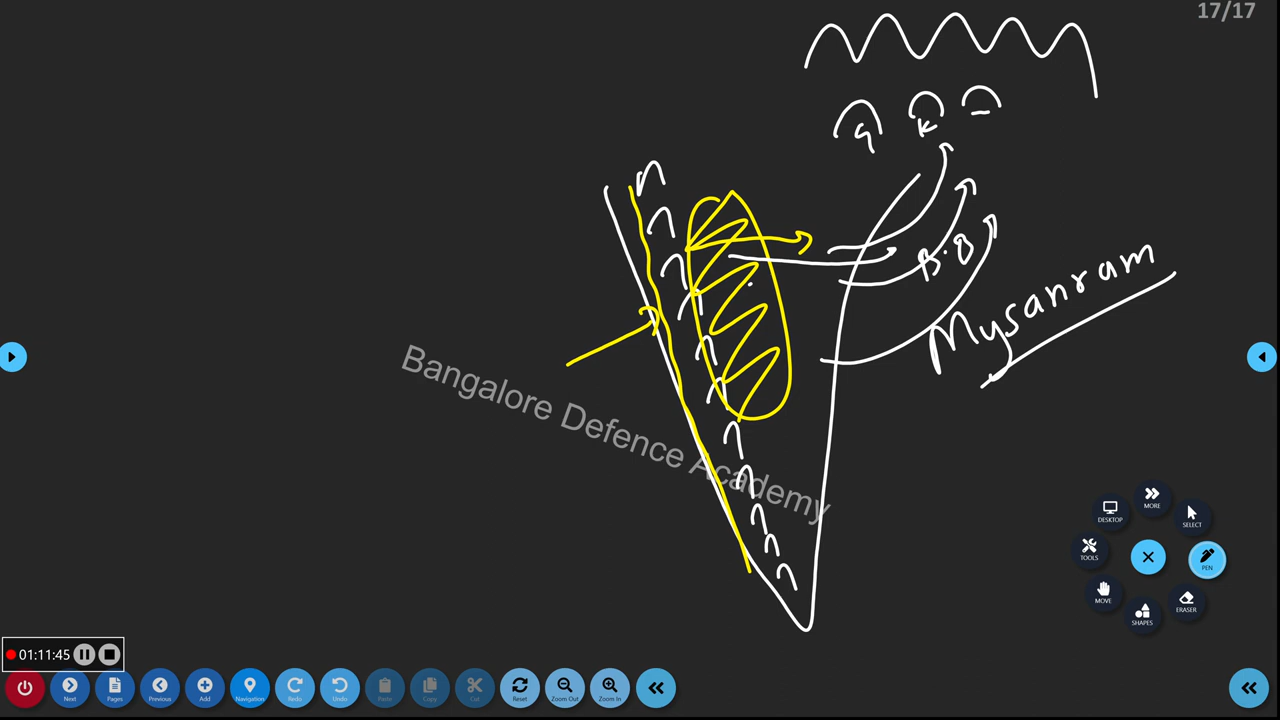 17/17
G K
B.B
Mysanram
Bangalore Defence Academy
MORE
DESKTOP
SELECT
TOOLS
PEN
MOVE
ERASER
SHAPES
01:11:45
Next Pages Previous Add Navigation Redo Undo Paste Copy Cut Reset Zoom Out Zoom In